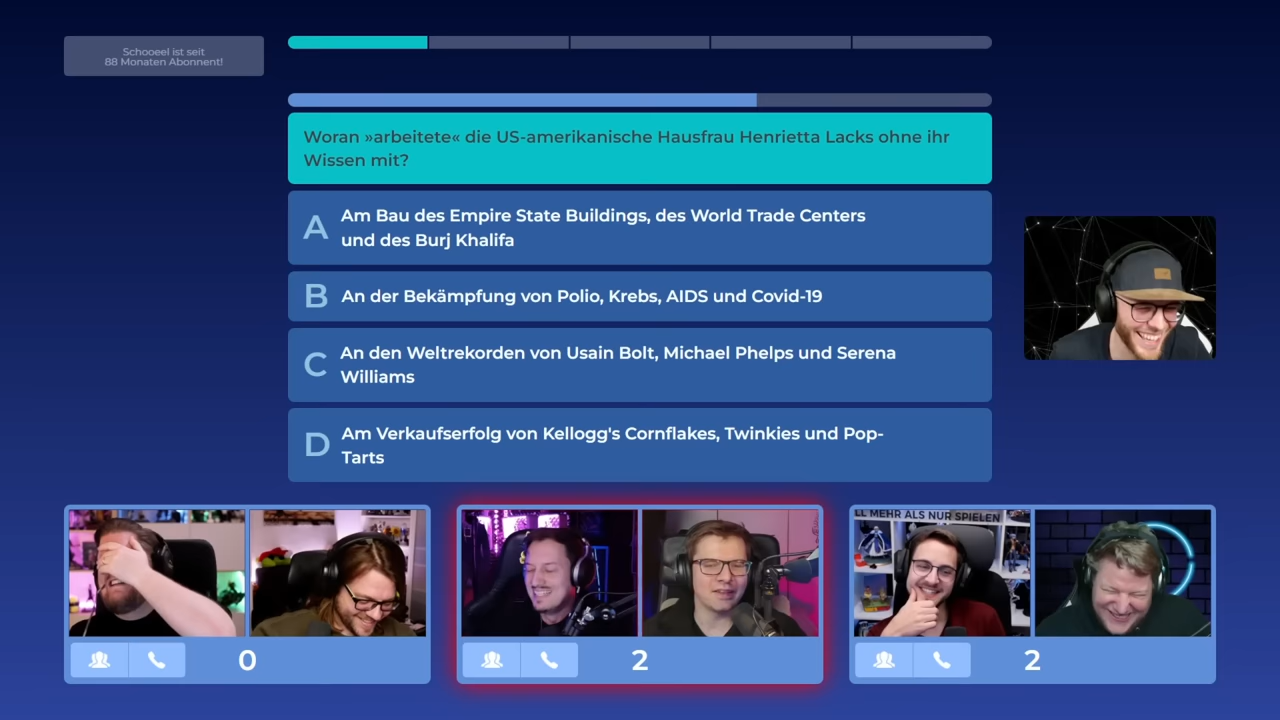 Schooeel ist seit
88 Monaten Abonnent!
Woran »arbeitete« die US-amerikanische Hausfrau Henrietta Lacks ohne ihr
Wissen mit?
A
Am Bau des Empire State Buildings, des World Trade Centers
und des Burj Khalifa
B
An der Bekämpfung von Polio, Krebs, AIDS und Covid-19
C
An den Weltrekorden von Usain Bolt, Michael Phelps und Serena
Williams
D
Am Verkaufserfolg von Kellogg's Cornflakes, Twinkies und Pop-
Tarts
LL MEHR ALS NUR SPIELEN
0
2
2